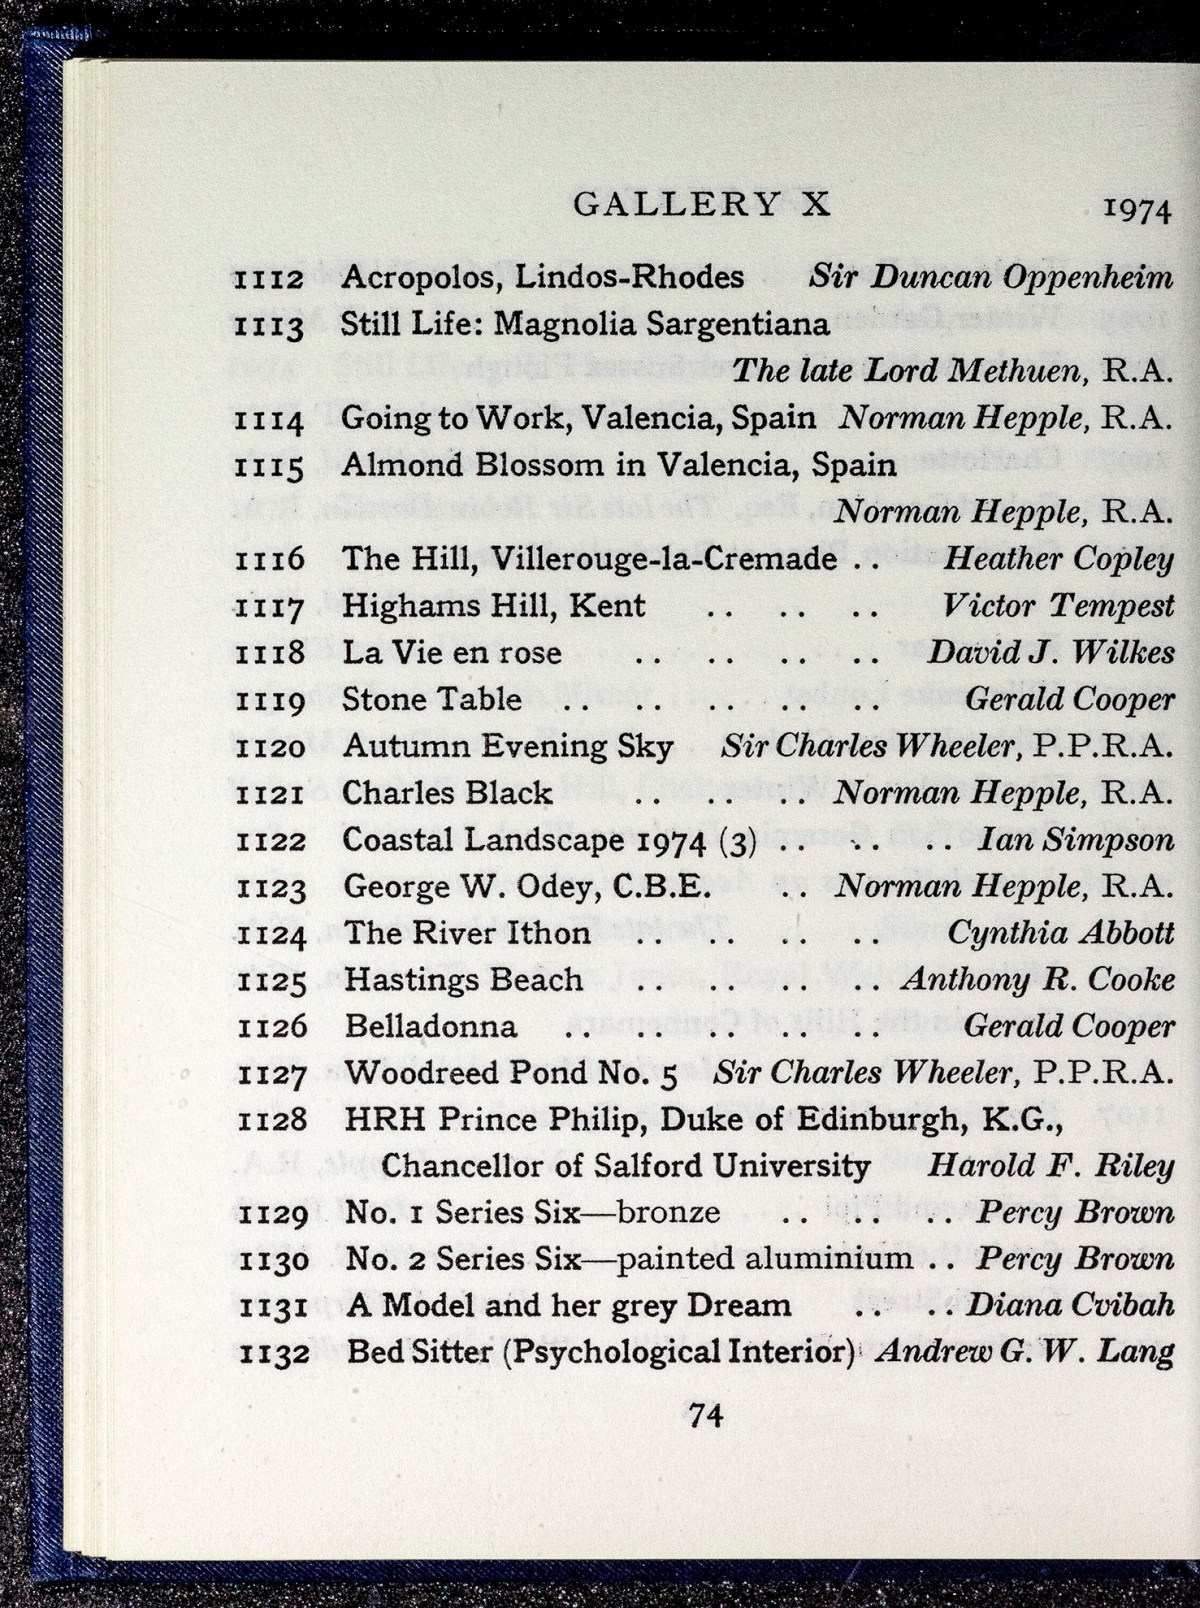 GALLERY X 1974
1112 Acropolos, Lindos-Rhodes Sir Duncan Oppenheim
1113 Still Life: Magnolia Sargentiana
The late Lord Methuen, R.A.
1114 Going to Work, Valencia, Spain Norman Hepple, R.A.
1115 Almond Blossom in Valencia, Spain
Norman Hepple, R.A.
1116 The Hill, Villerouge-la-Cremade .. Heather Copley
1117 Highams Hill, Kent .. .. .. Victor Tempest
1118 La Vie en rose .. .. .. .. David J. Wilkes
1119 Stone Table .. .. .. .. .. Gerald Cooper
1120 Autumn Evening Sky Sir Charles Wheeler, P.P.R.A.
1121 Charles Black .. .. .. Norman Hepple, R.A.
1122 Coastal Landscape 1974 (3) .. .. .. Ian Simpson
1123 George W. Odey, C.B.E. .. Norman Hepple, R.A.
1124 The River Ithon .. .. .. .. Cynthia Abbott
1125 Hastings Beach .. .. .. .. Anthony R. Cooke
1126 Belladonna .. .. .. .. .. Gerald Cooper
1127 Woodreed Pond No. 5 Sir Charles Wheeler, P.P.R.A.
1128 HRH Prince Philip, Duke of Edinburgh, K.G.,
Chancellor of Salford University Harold F. Riley
1129 No. 1 Series Six—bronze .. .. .. Percy Brown
1130 No. 2 Series Six—painted aluminium .. Percy Brown
1131 A Model and her grey Dream .. .. Diana Cvibah
1132 Bed Sitter (Psychological Interior) Andrew G. W. Lang
74